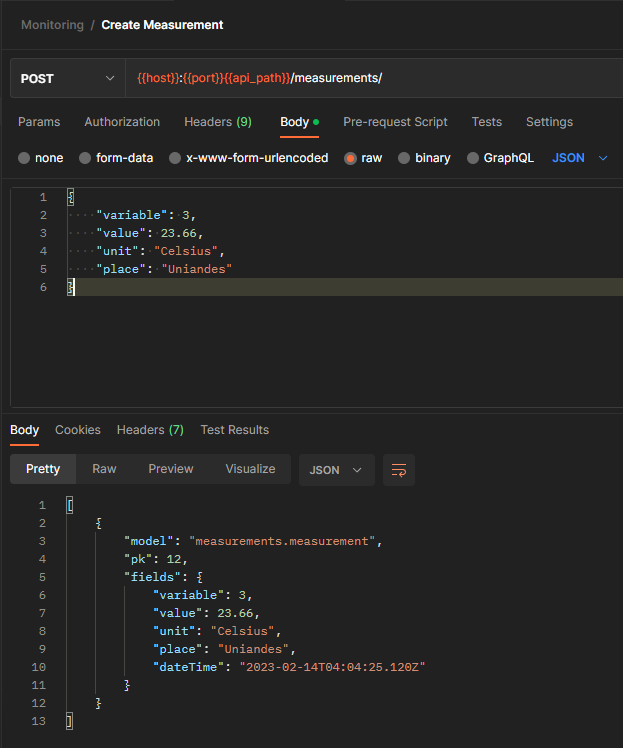 Monitoring / Create Measurement
POST {{host}}:{{port}}{{api_path}}/measurements/
Params Authorization Headers (9) Body Pre-request Script Tests Settings
none form-data x-www-form-urlencoded raw binary GraphQL JSON
1 {
2 ····"variable":·3,
3 ····"value":·23.66,
4 ····"unit":·"Celsius",
5 ····"place":·"Uniandes"
6 }
Body Cookies Headers (7) Test Results
Pretty Raw Preview Visualize JSON
1 [
2     {
3         "model": "measurements.measurement",
4         "pk": 12,
5         "fields": {
6             "variable": 3,
7             "value": 23.66,
8             "unit": "Celsius",
9             "place": "Uniandes",
10             "dateTime": "2023-02-14T04:04:25.120Z"
11         }
12     }
13 ]